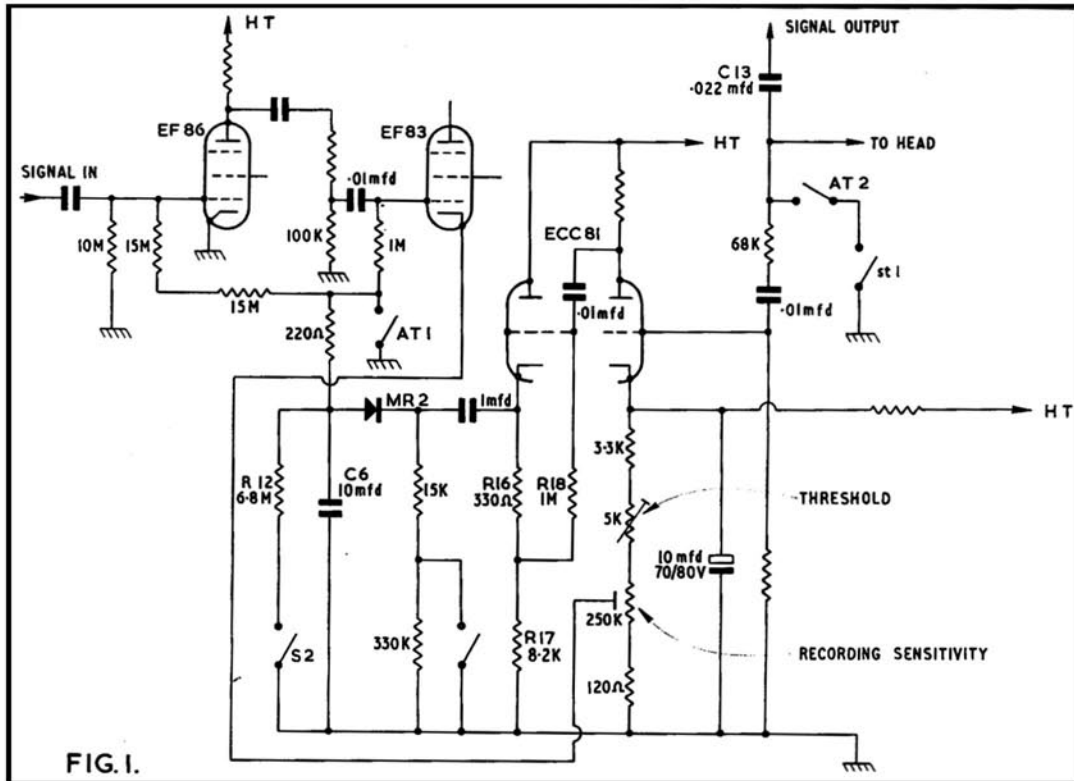 HT
SIGNAL OUTPUT
C13
.022 mfd
EF86
EF83
HT
TO HEAD
SIGNAL IN
.01mfd
AT2
ECC81
68K
10M
15M
100K
1M
st1
.01mfd
.01mfd
15M
220Ω
AT1
MR2
1mfd
HT
3.3K
R12
6.8M
C6
10mfd
15K
R16
330Ω
R18
1M
THRESHOLD
5K
10 mfd
70/80V
S2
330K
R17
8.2K
250K
RECORDING SENSITIVITY
120Ω
FIG.1.